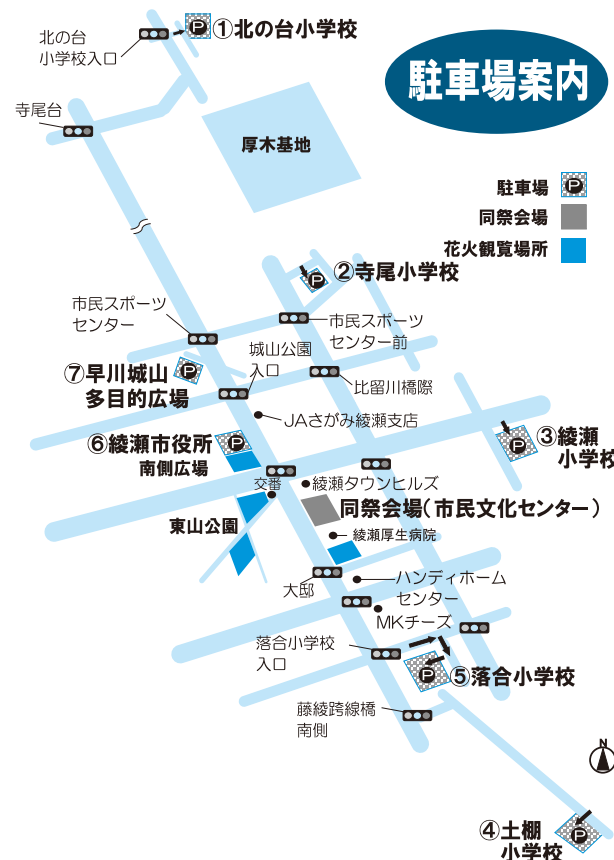 駐車場案内
北の台
小学校入口
P
①北の台小学校
寺尾台
厚木基地
駐車場
P
同祭会場
花火観覧場所
P
②寺尾小学校
市民スポーツ
センター
市民スポーツ
センター前
城山公園
入口
⑦早川城山
多目的広場
P
比留川橋際
JAさがみ綾瀬支店
③綾瀬
小学校
P
⑥綾瀬市役所
南側広場
P
交番
綾瀬タウンヒルズ
同祭会場(市民文化センター)
東山公園
綾瀬厚生病院
大邸
ハンディホーム
センター
MKチーズ
落合小学校
入口
P
⑤落合小学校
藤綾跨線橋
南側
N
④土棚
小学校
P